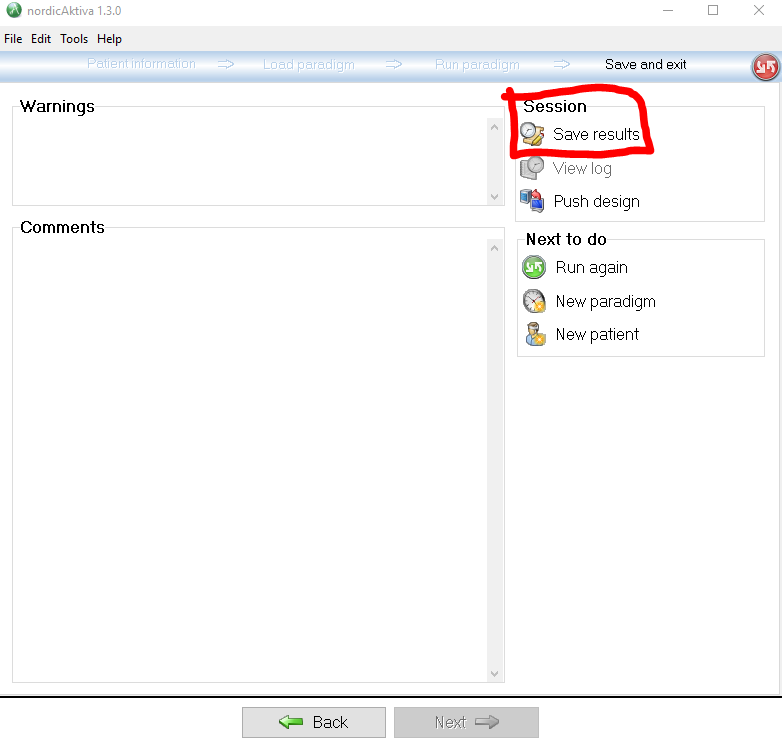 nordicAktiva 1.3.0
File Edit Tools Help
Patient information Load paradigm Run paradigm Save and exit
Warnings
Comments
Session
Save results
View log
Push design
Next to do
Run again
New paradigm
New patient
Back Next